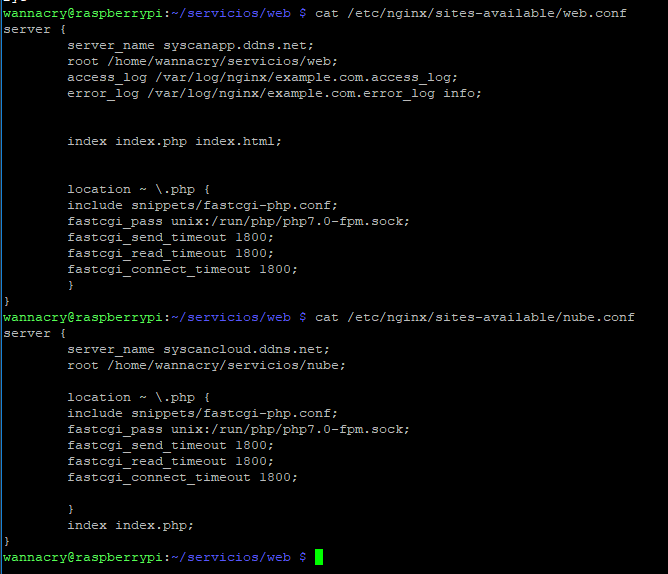 wannacry@raspberrypi:~/servicios/web $ cat /etc/nginx/sites-available/web.conf
server {
        server_name syscanapp.ddns.net;
        root /home/wannacry/servicios/web;
        access_log /var/log/nginx/example.com.access_log;
        error_log /var/log/nginx/example.com.error_log info;
        index index.php index.html;
        location ~ \.php {
        include snippets/fastcgi-php.conf;
        fastcgi_pass unix:/run/php/php7.0-fpm.sock;
        fastcgi_send_timeout 1800;
        fastcgi_read_timeout 1800;
        fastcgi_connect_timeout 1800;
        }
}
wannacry@raspberrypi:~/servicios/web $ cat /etc/nginx/sites-available/nube.conf
server {
        server_name syscancloud.ddns.net;
        root /home/wannacry/servicios/nube;
        location ~ \.php {
        include snippets/fastcgi-php.conf;
        fastcgi_pass unix:/run/php/php7.0-fpm.sock;
        fastcgi_send_timeout 1800;
        fastcgi_read_timeout 1800;
        fastcgi_connect_timeout 1800;
        }
        index index.php;
}
wannacry@raspberrypi:~/servicios/web $